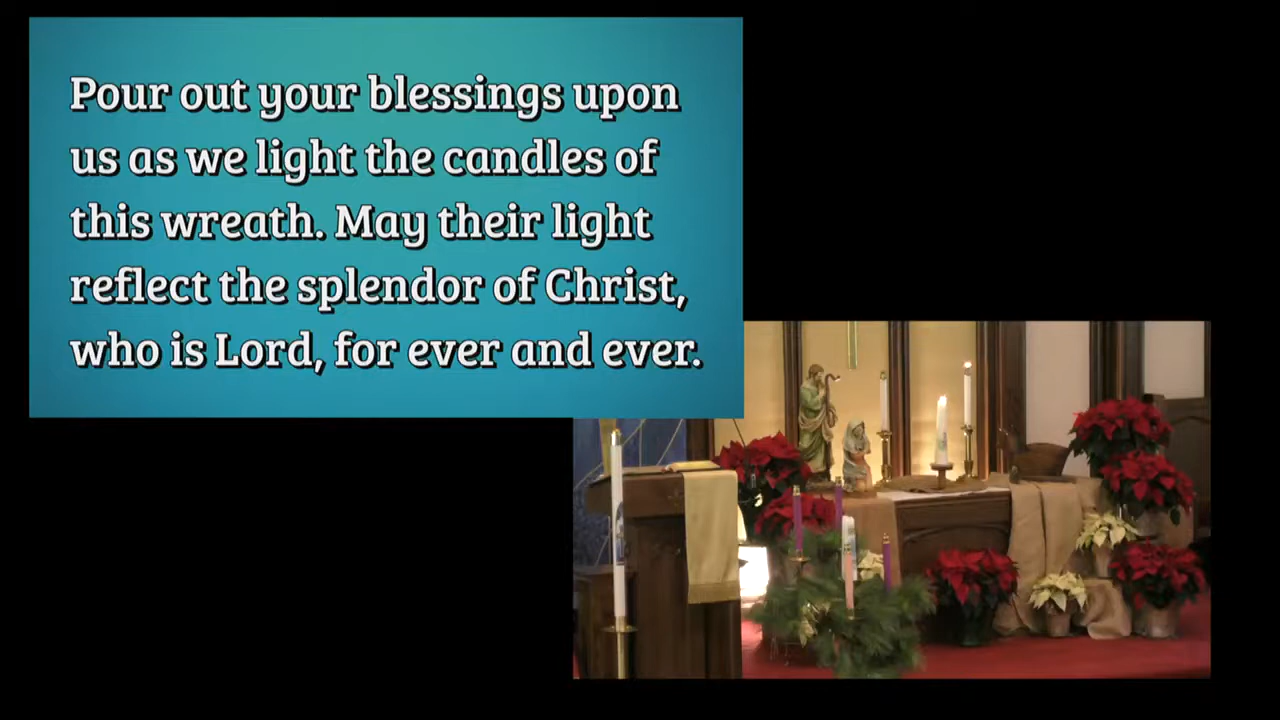 Pour out your blessings upon
us as we light the candles of
this wreath. May their light
reflect the splendor of Christ,
who is Lord, for ever and ever.